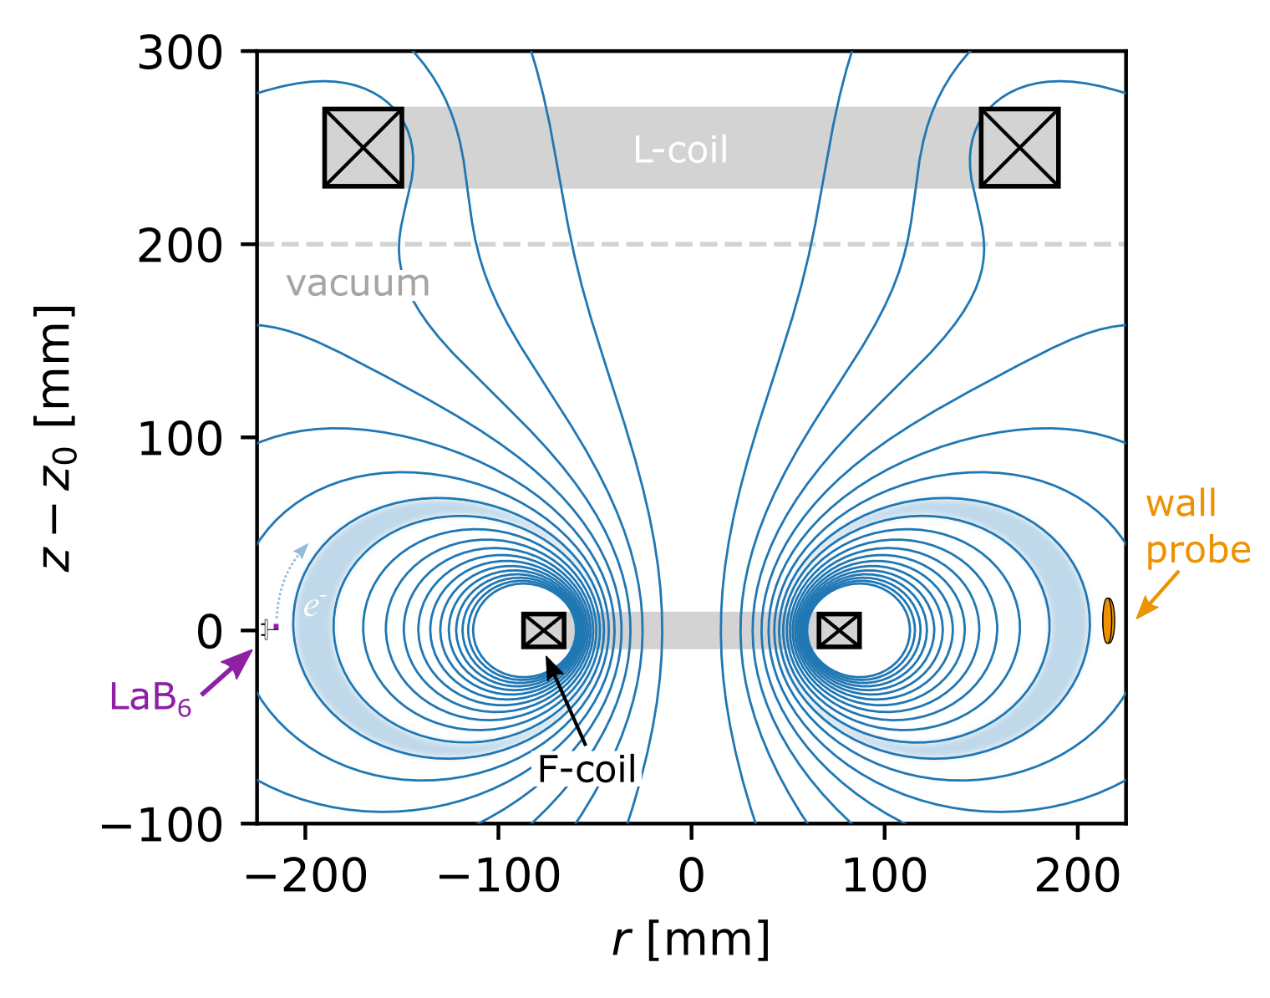 300
L-coil
200
vacuum
z − z₀ [mm]
100
wall
probe
e⁻
0
LaB₆
F-coil
−100
−200
−100
0
100
200
r [mm]